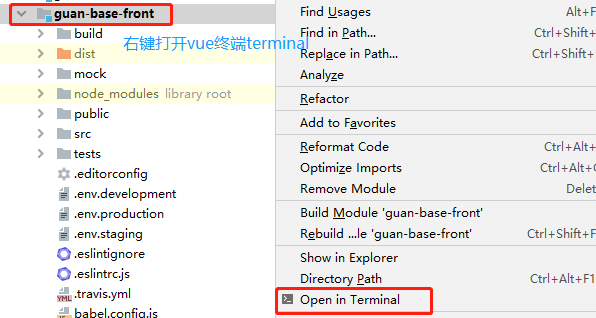 guan-base-front
build
右键打开vue终端terminal
dist
mock
node_modules library root
public
src
tests
.editorconfig
.env.development
.env.production
.env.staging
.eslintignore
.eslintrc.js
.travis.yml
babel.config.js
Find Usages Alt+F
Find in Path... Ctrl+Shift+
Replace in Path... Ctrl+Shift+
Analyze
Refactor
Add to Favorites
Reformat Code Ctrl+Alt+
Optimize Imports Ctrl+Alt+
Remove Module Delet
Build Module 'guan-base-front'
Rebuild ...le 'guan-base-front' Ctrl+Shift+F
Show in Explorer
Directory Path Ctrl+Alt+F1
Open in Terminal